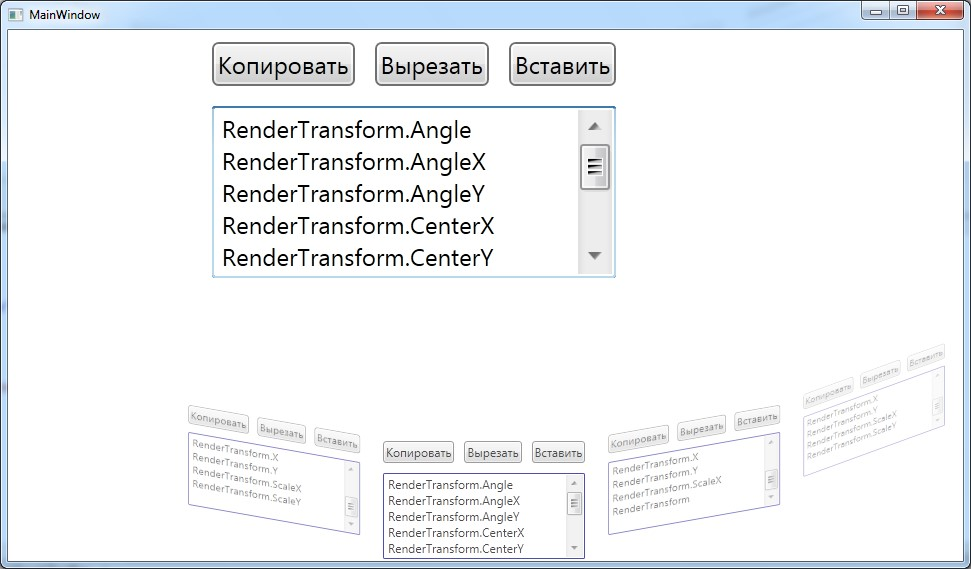 MainWindow
Копировать Вырезать Вставить
RenderTransform.Angle
RenderTransform.AngleX
RenderTransform.AngleY
RenderTransform.CenterX
RenderTransform.CenterY
Копировать Вырезать Вставить
RenderTransform.X
RenderTransform.Y
RenderTransform.ScaleX
RenderTransform.ScaleY
Копировать Вырезать Вставить
RenderTransform.Angle
RenderTransform.AngleX
RenderTransform.AngleY
RenderTransform.CenterX
RenderTransform.CenterY
Копировать Вырезать Вставить
RenderTransform.X
RenderTransform.Y
RenderTransform.ScaleX
RenderTransform
Копировать Вырезать Вставить
RenderTransform.X
RenderTransform.Y
RenderTransform.ScaleX
RenderTransform.ScaleY